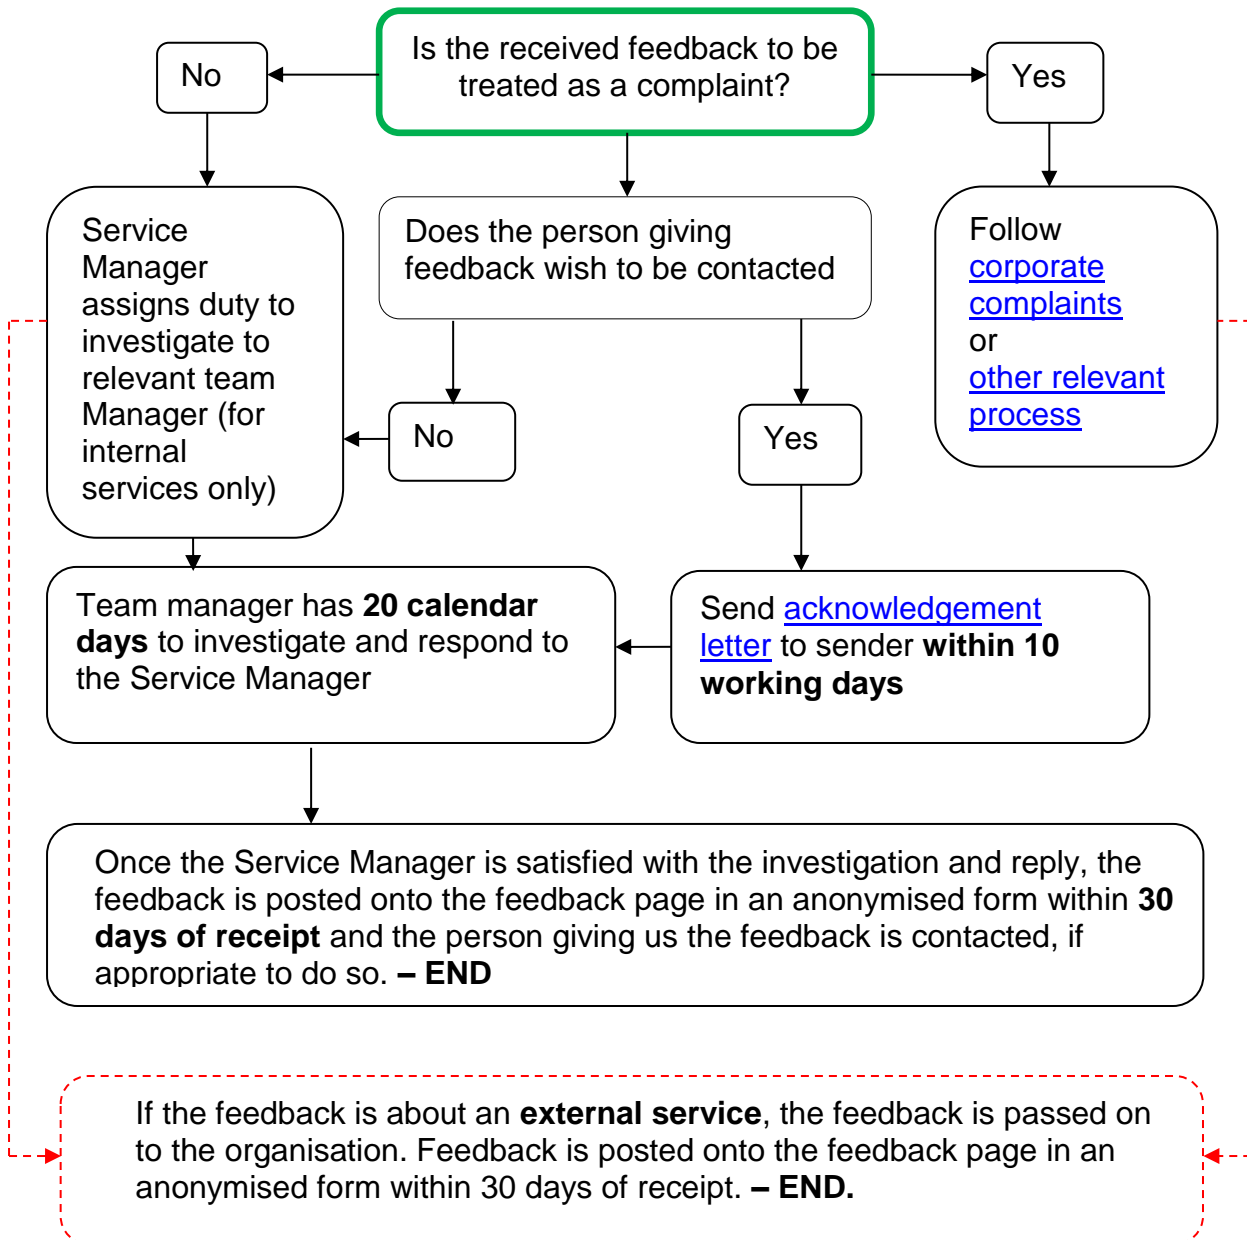 Is the received feedback to be
treated as a complaint?
No
Yes
Service
Manager
assigns duty to
investigate to
relevant team
Manager (for
internal
services only)
Does the person giving
feedback wish to be contacted
Follow
corporate
complaints
or
other relevant
process
No
Yes
Team manager has 20 calendar
days to investigate and respond to
the Service Manager
Send acknowledgement
letter to sender within 10
working days
Once the Service Manager is satisfied with the investigation and reply, the
feedback is posted onto the feedback page in an anonymised form within 30
days of receipt and the person giving us the feedback is contacted, if
appropriate to do so. – END
If the feedback is about an external service, the feedback is passed on
to the organisation. Feedback is posted onto the feedback page in an
anonymised form within 30 days of receipt. – END.